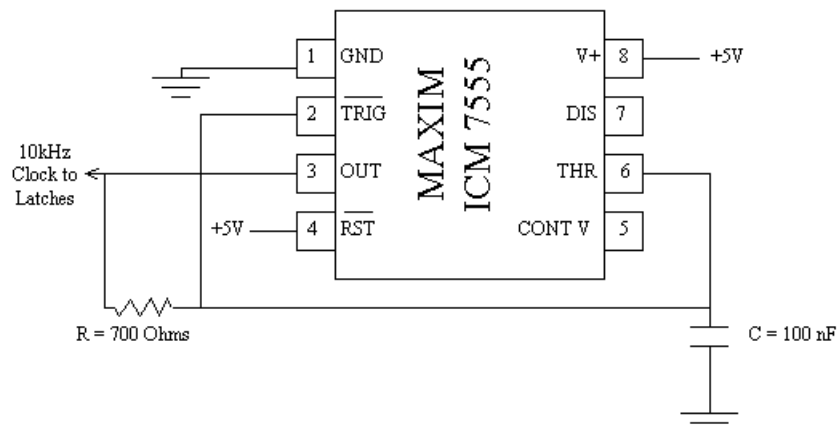 1 GND
V+ 8
+5V
2 TRIG
DIS 7
MAXIM
ICM 7555
10kHz
Clock to
Latches
3 OUT
THR 6
+5V
4 RST
CONT V 5
R = 700 Ohms
C = 100 nF